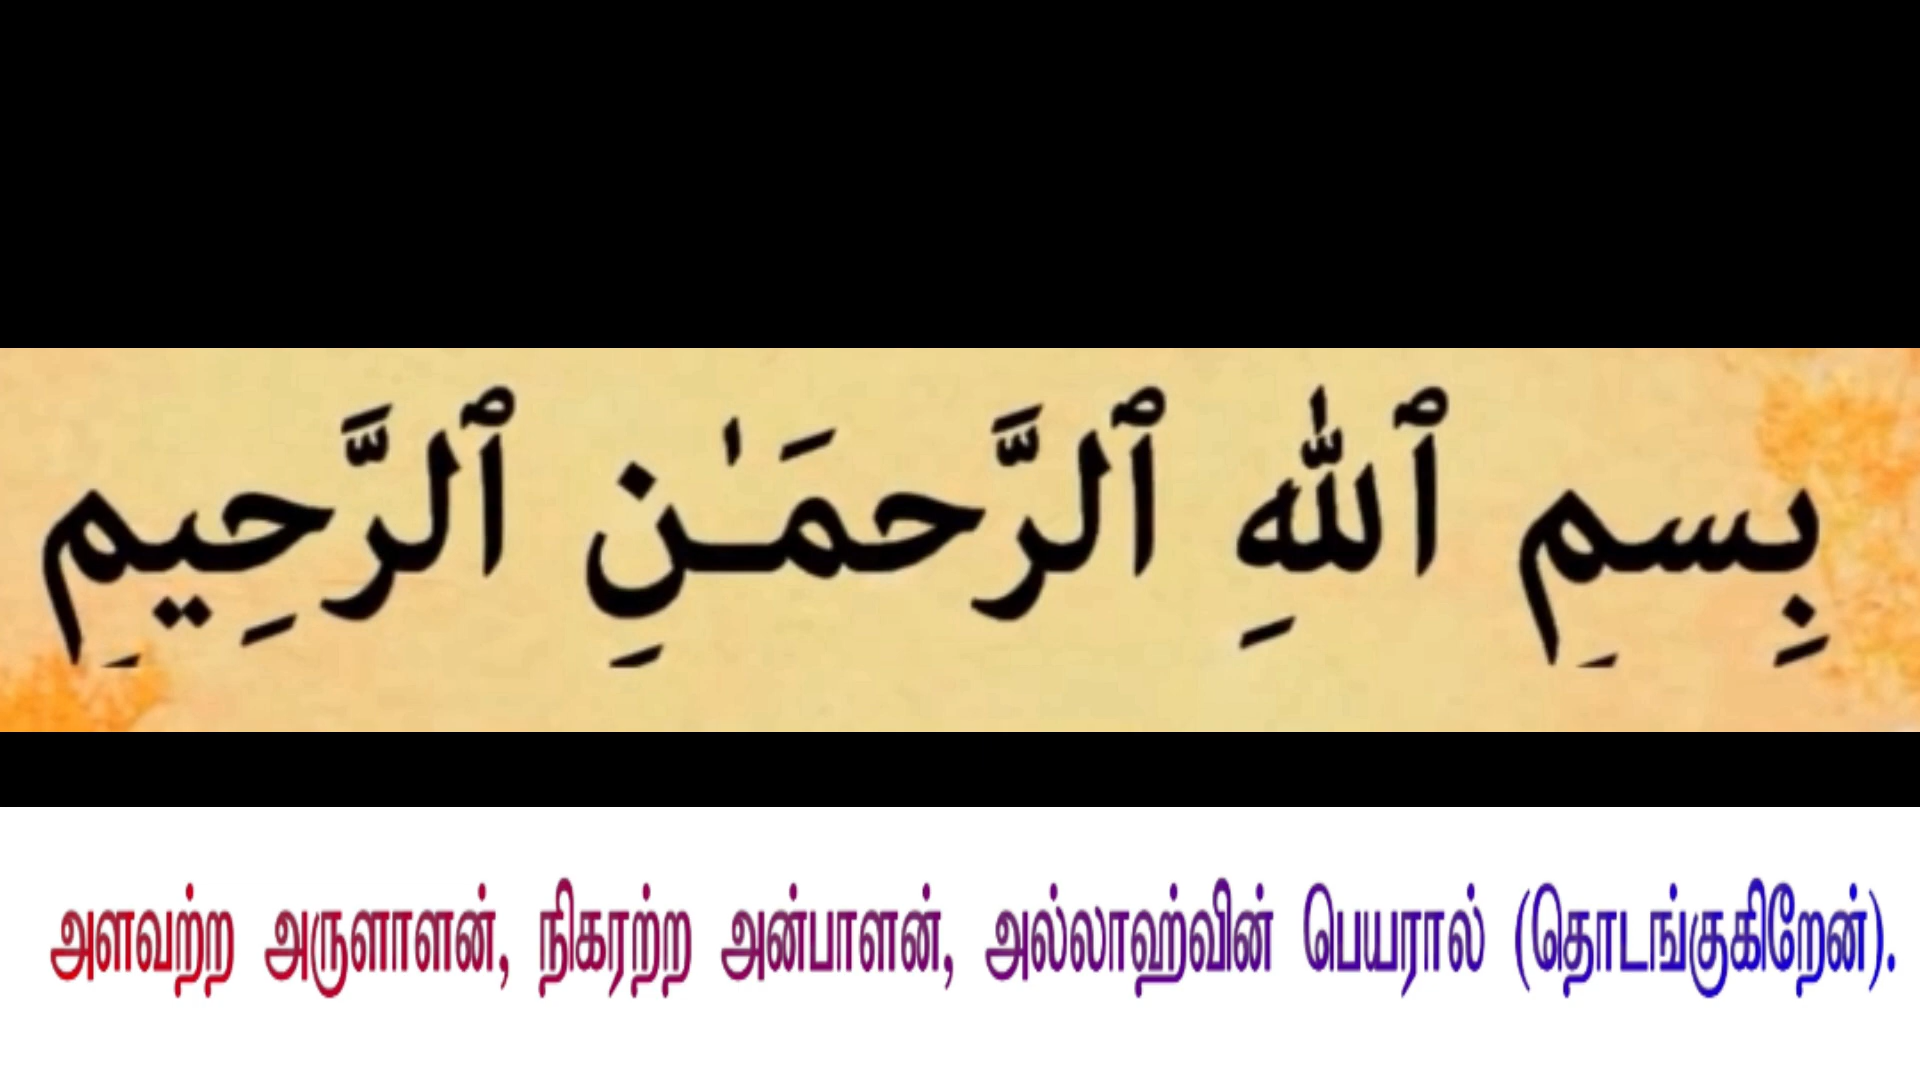 بِسمِ ٱللَّهِ ٱلرَّحمَـٰنِ ٱلرَّحِيمِ
அளவற்ற அருளாளன், நிகரற்ற அன்பாளன், அல்லாஹ்வின் பெயரால் (தொடங்குகிறேன்).